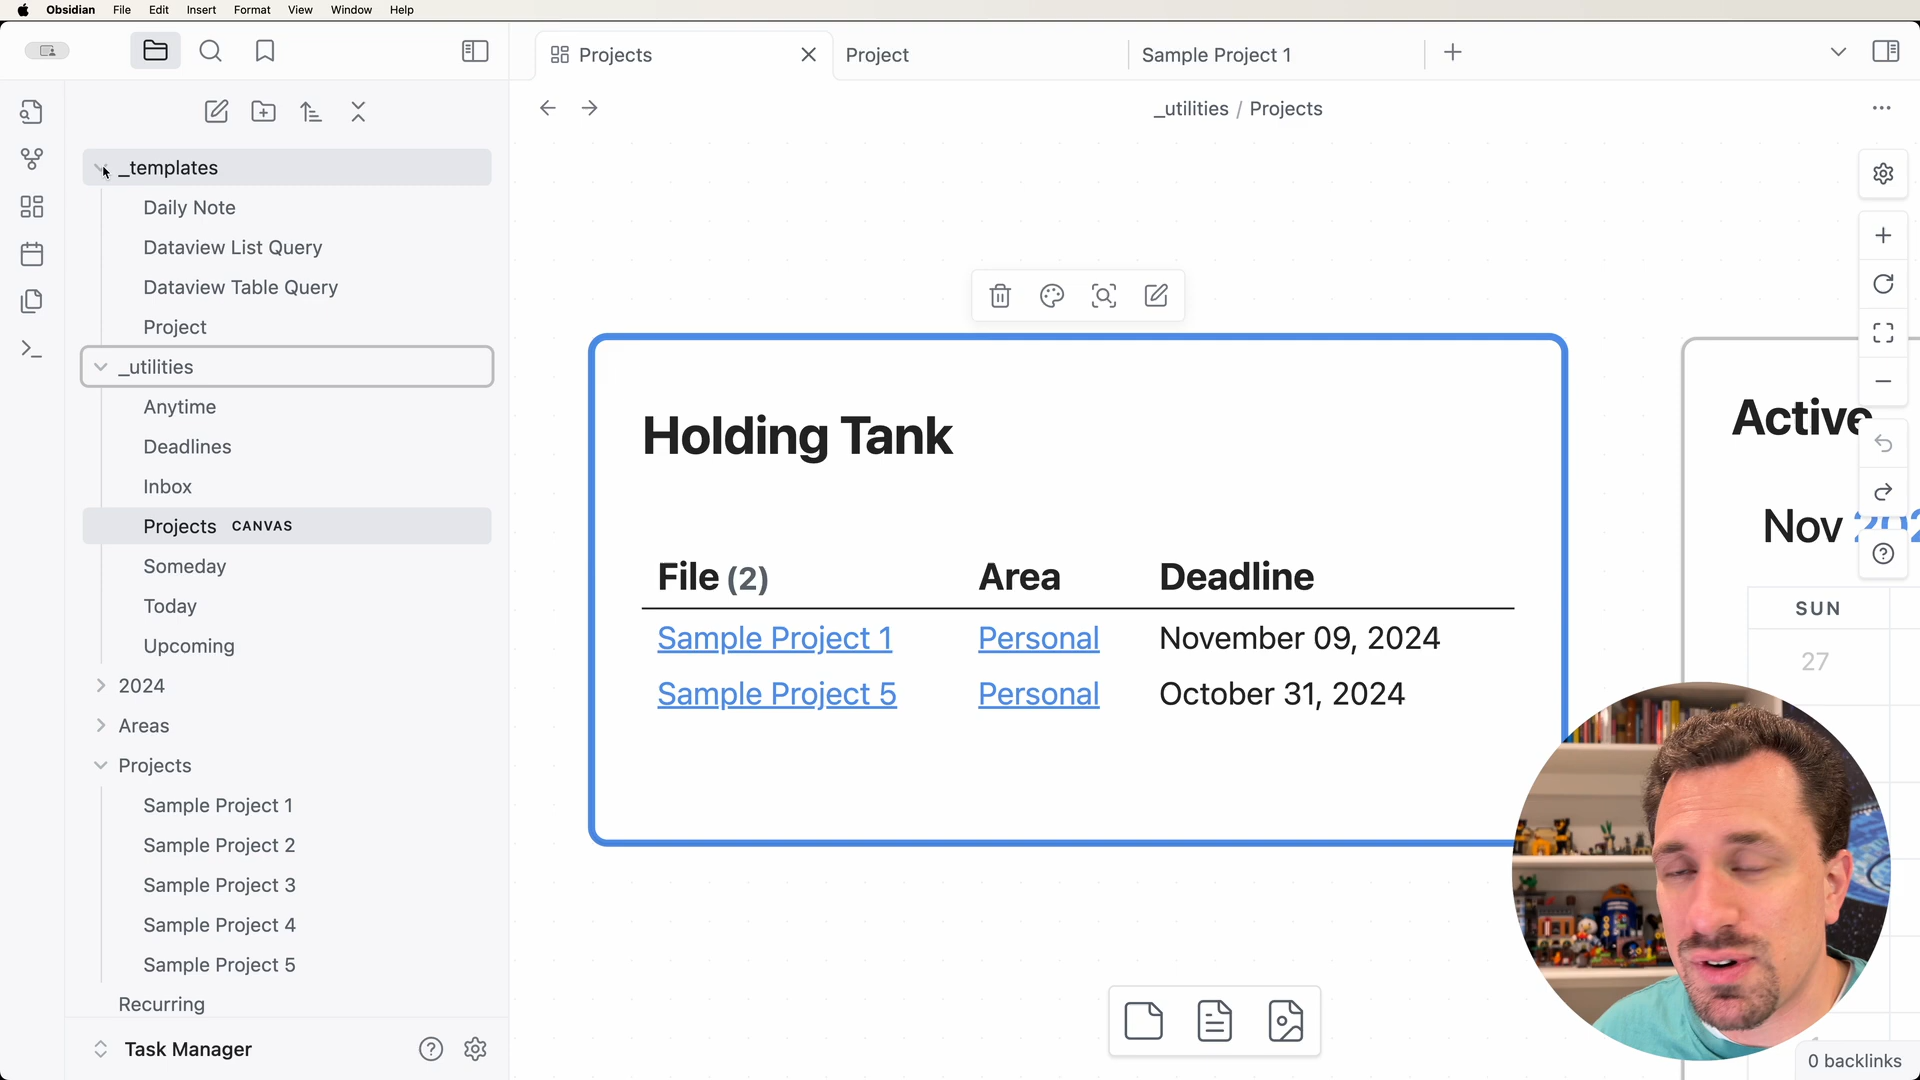 Obsidian File Edit Insert Format View Window Help
Projects
Project
Sample Project 1
_utilities / Projects
_templates
Daily Note
Dataview List Query
Dataview Table Query
Project
_utilities
Anytime
Deadlines
Inbox
Projects CANVAS
Someday
Today
Upcoming
2024
Areas
Projects
Sample Project 1
Sample Project 2
Sample Project 3
Sample Project 4
Sample Project 5
Recurring
Task Manager
Holding Tank
File (2) Area Deadline
Sample Project 1 Personal November 09, 2024
Sample Project 5 Personal October 31, 2024
Active
Nov
SUN
27
0 backlinks